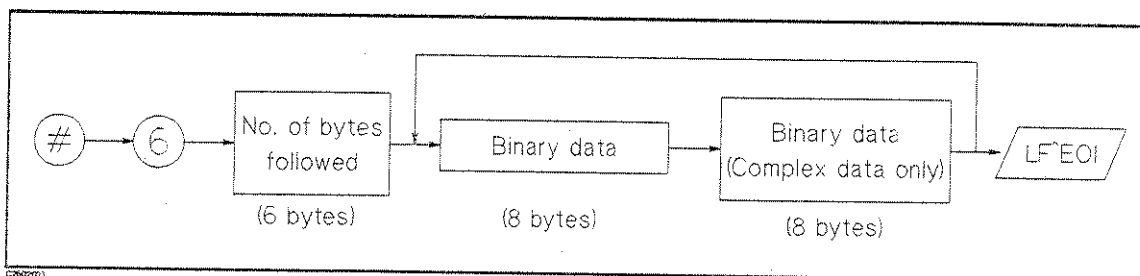 #
6
No. of bytes
followed
(6 bytes)
Binary data
(8 bytes)
Binary data
(Complex data only)
(8 bytes)
LF^EOI